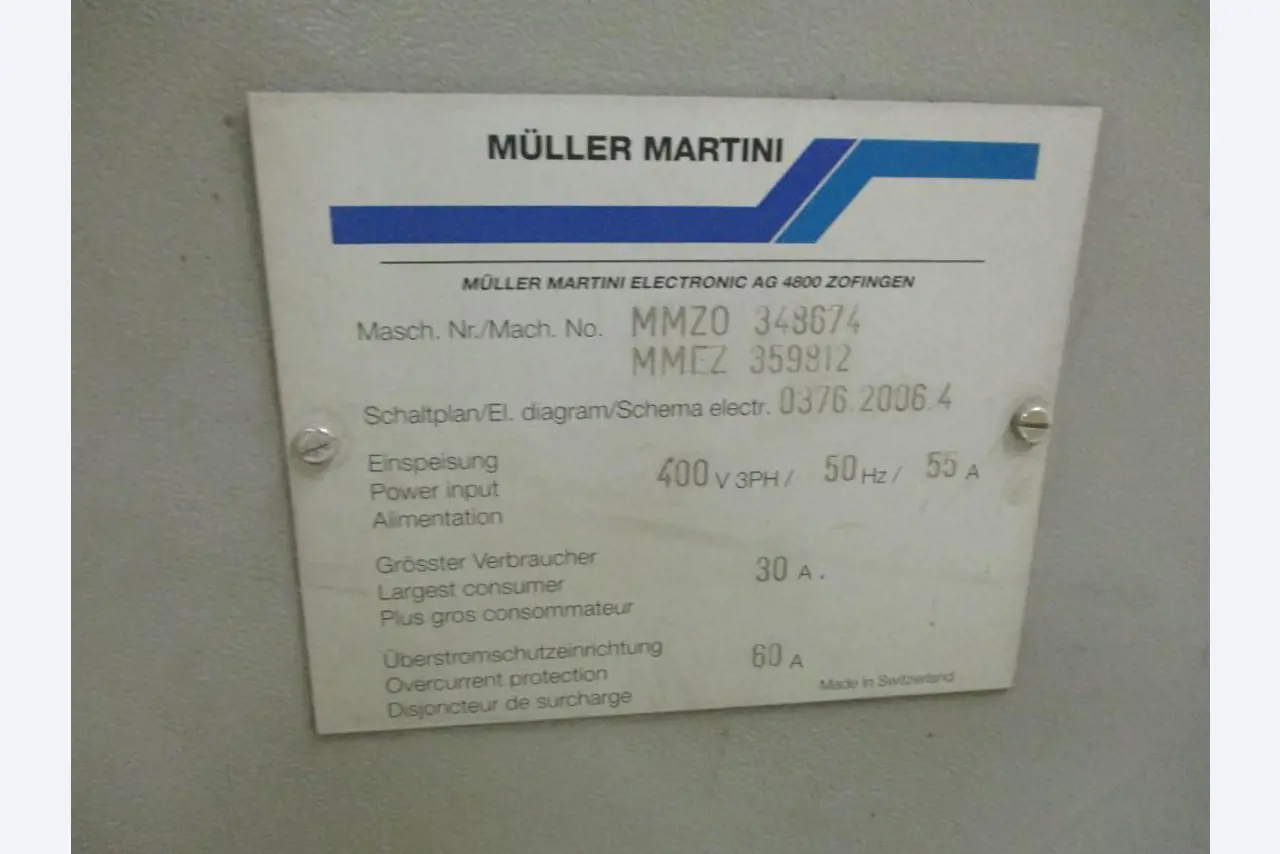 MÜLLER MARTINI
MÜLLER MARTINI ELECTRONIC AG 4800 ZOFINGEN
Masch. Nr./Mach. No. MMZO 348674
MMEZ 359812
Schaltplan/El. diagram/Schema electr. 0376.2006.4
Einspeisung
Power input 400 V 3PH / 50 Hz / 55 A
Alimentation
Grösster Verbraucher
Largest consumer 30 A.
Plus gros consommateur
Überstromschutzeinrichtung
Overcurrent protection 60 A
Disjoncteur de surcharge
Made in Switzerland